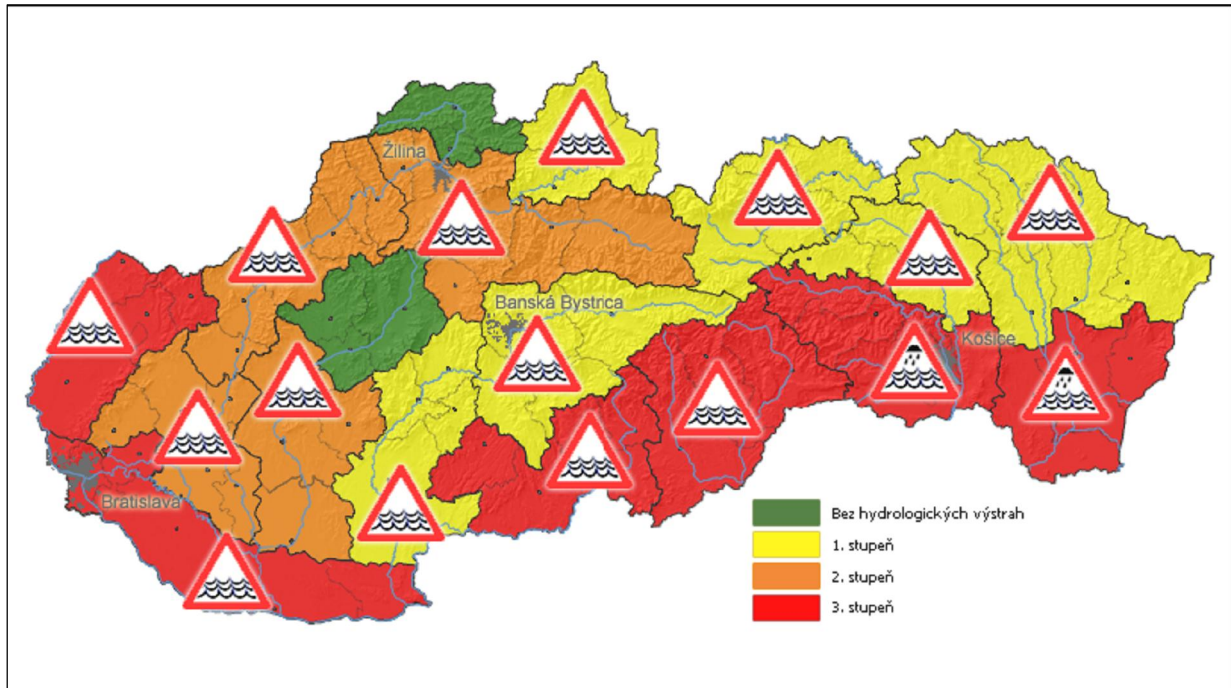 Žilina
Banská Bystrica
Košice
Bratislava
Bez hydrologických výstrah
1. stupeň
2. stupeň
3. stupeň